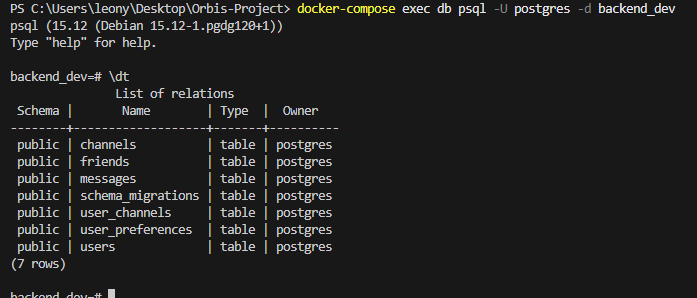 PS C:\Users\leony\Desktop\Orbis-Project> docker-compose exec db psql -U postgres -d backend_dev
psql (15.12 (Debian 15.12-1.pgdg120+1))
Type "help" for help.

backend_dev=# \dt
               List of relations
 Schema |       Name        | Type  |  Owner
--------+-------------------+-------+----------
 public | channels          | table | postgres
 public | friends           | table | postgres
 public | messages          | table | postgres
 public | schema_migrations | table | postgres
 public | user_channels     | table | postgres
 public | user_preferences  | table | postgres
 public | users             | table | postgres
(7 rows)

backend_dev=#